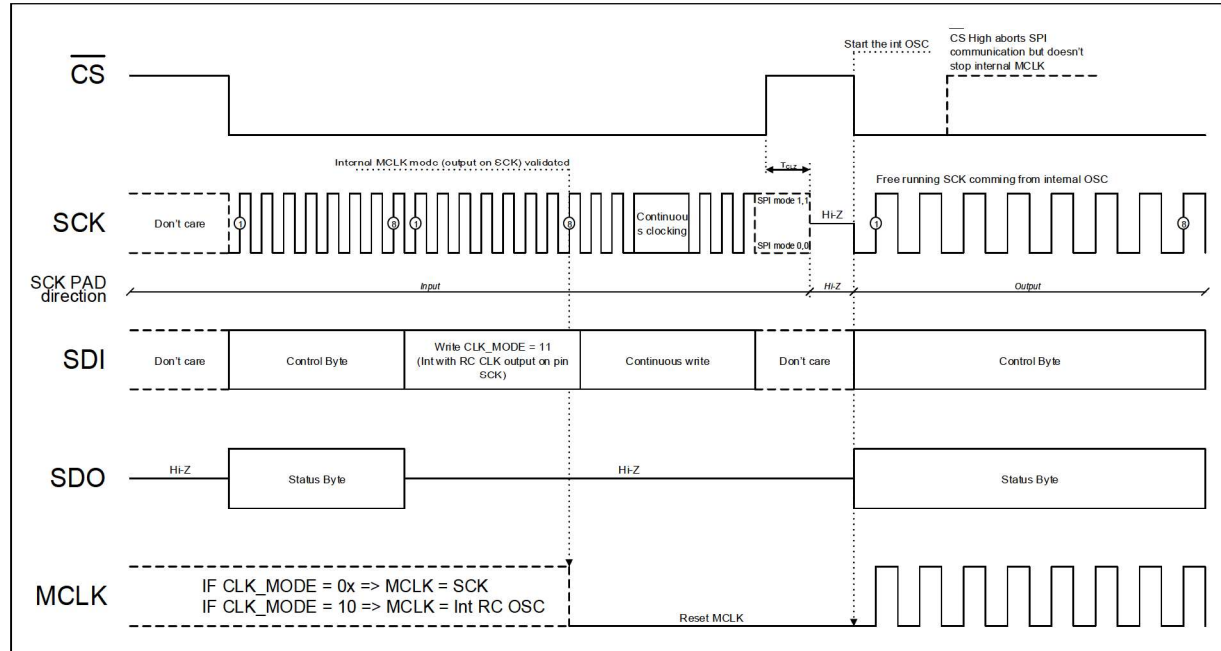 Start the int OSC
CS High aborts SPI
communication but doesn't
stop internal MCLK
CS
Internal MCLK mode (output on SCK) validated
TCLZ
Free running SCK comming from internal OSC
SCK
Don't care
1
8
1
8
Continuou
s clocking
SPI mode 1,1
SPI mode 0,0
Hi-Z
1
8
SCK PAD
direction
Input
Hi-Z
Output
SDI
Don't care
Control Byte
Write CLK_MODE = 11
(Int with RC CLK output on pin
SCK)
Continuous write
Don't care
Control Byte
SDO
Hi-Z
Status Byte
Hi-Z
Status Byte
MCLK
IF CLK_MODE = 0x => MCLK = SCK
IF CLK_MODE = 10 => MCLK = Int RC OSC
Reset MCLK